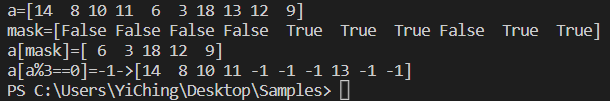 a=[14  8 10 11  6  3 18 13 12  9]
mask=[False False False False  True  True  True False  True  True]
a[mask]=[ 6  3 18 12  9]
a[a%3==0]=-1->[14  8 10 11 -1 -1 -1 13 -1 -1]
PS C:\Users\YiChing\Desktop\Samples>